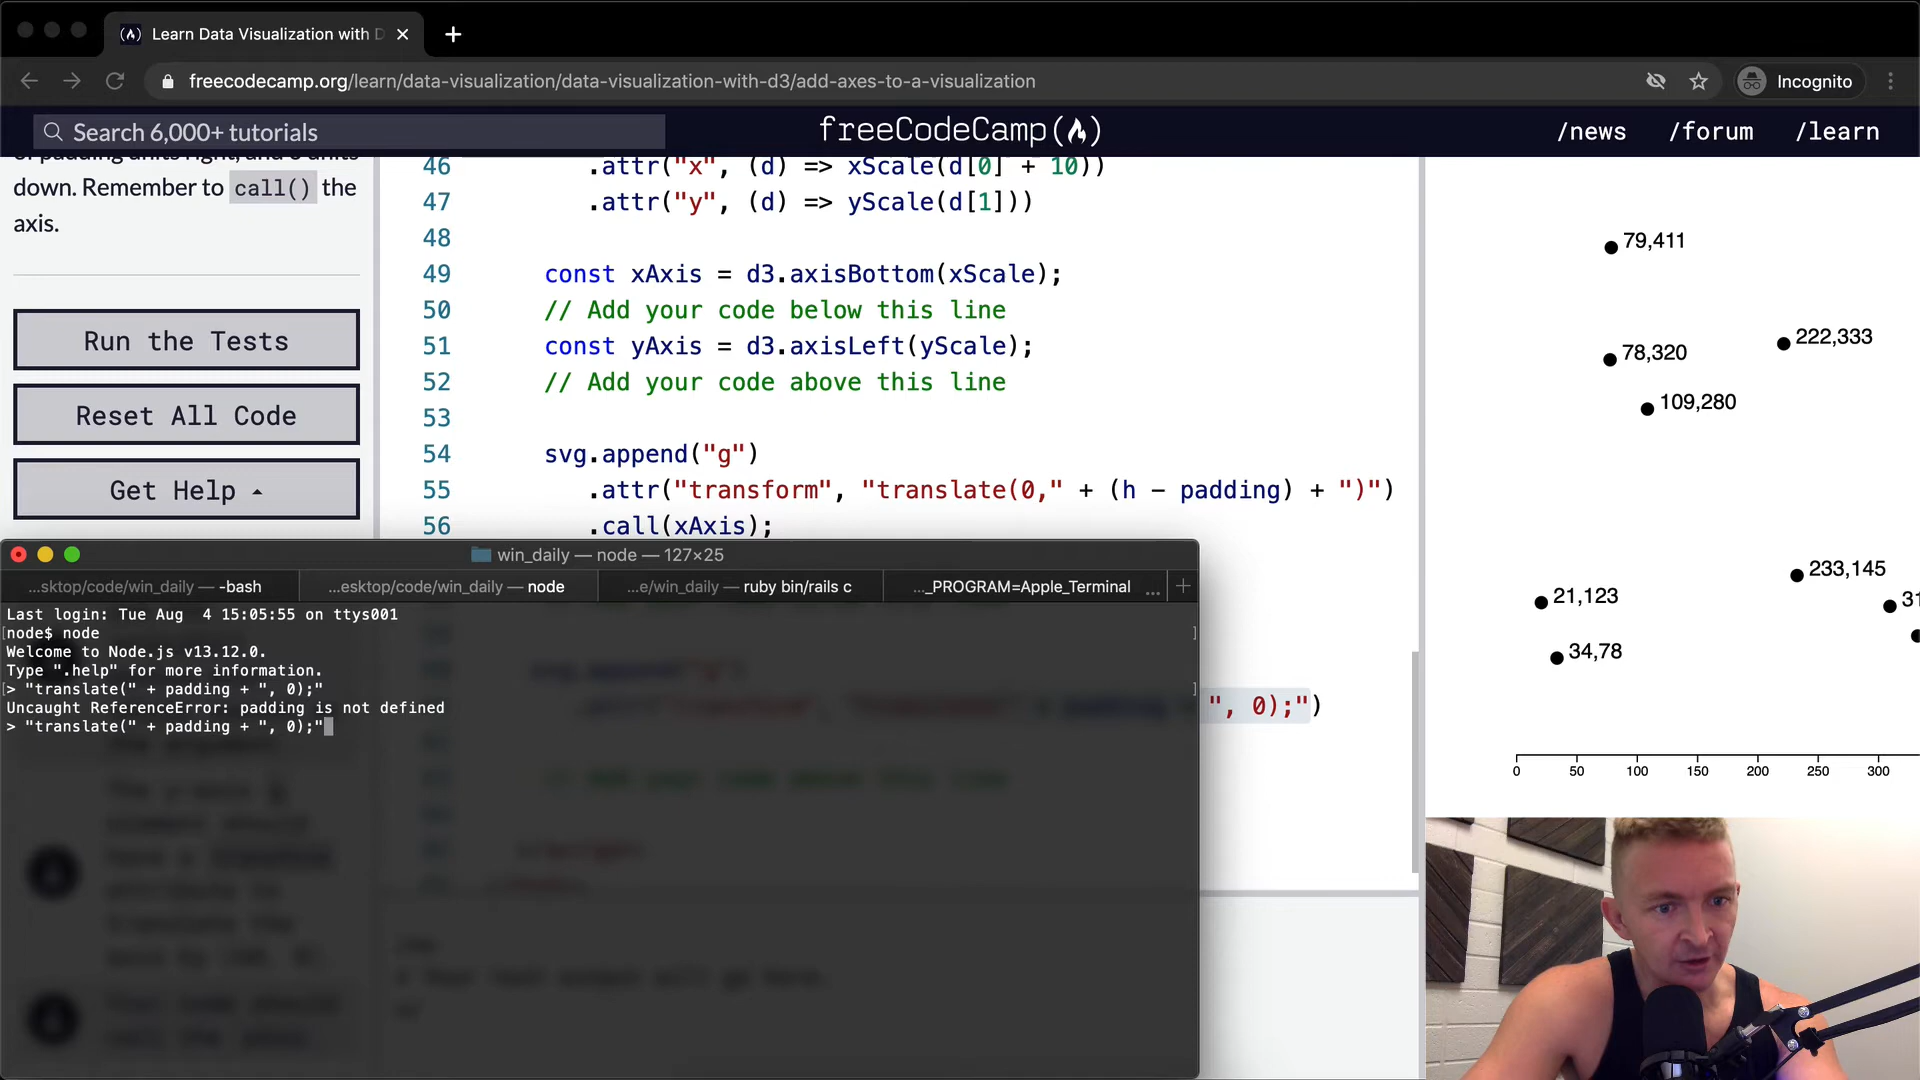 Learn Data Visualization with D
freecodecamp.org/learn/data-visualization/data-visualization-with-d3/add-axes-to-a-visualization
Incognito
Search 6,000+ tutorials
freeCodeCamp
/news
/forum
/learn
of padding units right, and 0 units
down. Remember to call() the
axis.
Run the Tests
Reset All Code
Get Help
46 .attr("x", (d) => xScale(d[0] + 10))
47 .attr("y", (d) => yScale(d[1]))
48
49 const xAxis = d3.axisBottom(xScale);
50 // Add your code below this line
51 const yAxis = d3.axisLeft(yScale);
52 // Add your code above this line
53
54 svg.append("g")
55 .attr("transform", "translate(0," + (h - padding) + ")")
56 .call(xAxis);
", 0);")
win_daily — node — 127×25
...sktop/code/win_daily — -bash
...esktop/code/win_daily — node
...e/win_daily — ruby bin/rails c
..._PROGRAM=Apple_Terminal ...
Last login: Tue Aug  4 15:05:55 on ttys001
[node$ node
Welcome to Node.js v13.12.0.
Type ".help" for more information.
[> "translate(" + padding + ", 0);"
Uncaught ReferenceError: padding is not defined
> "translate(" + padding + ", 0);"
79,411
222,333
78,320
109,280
233,145
21,123
31
34,78
0 50 100 150 200 250 300